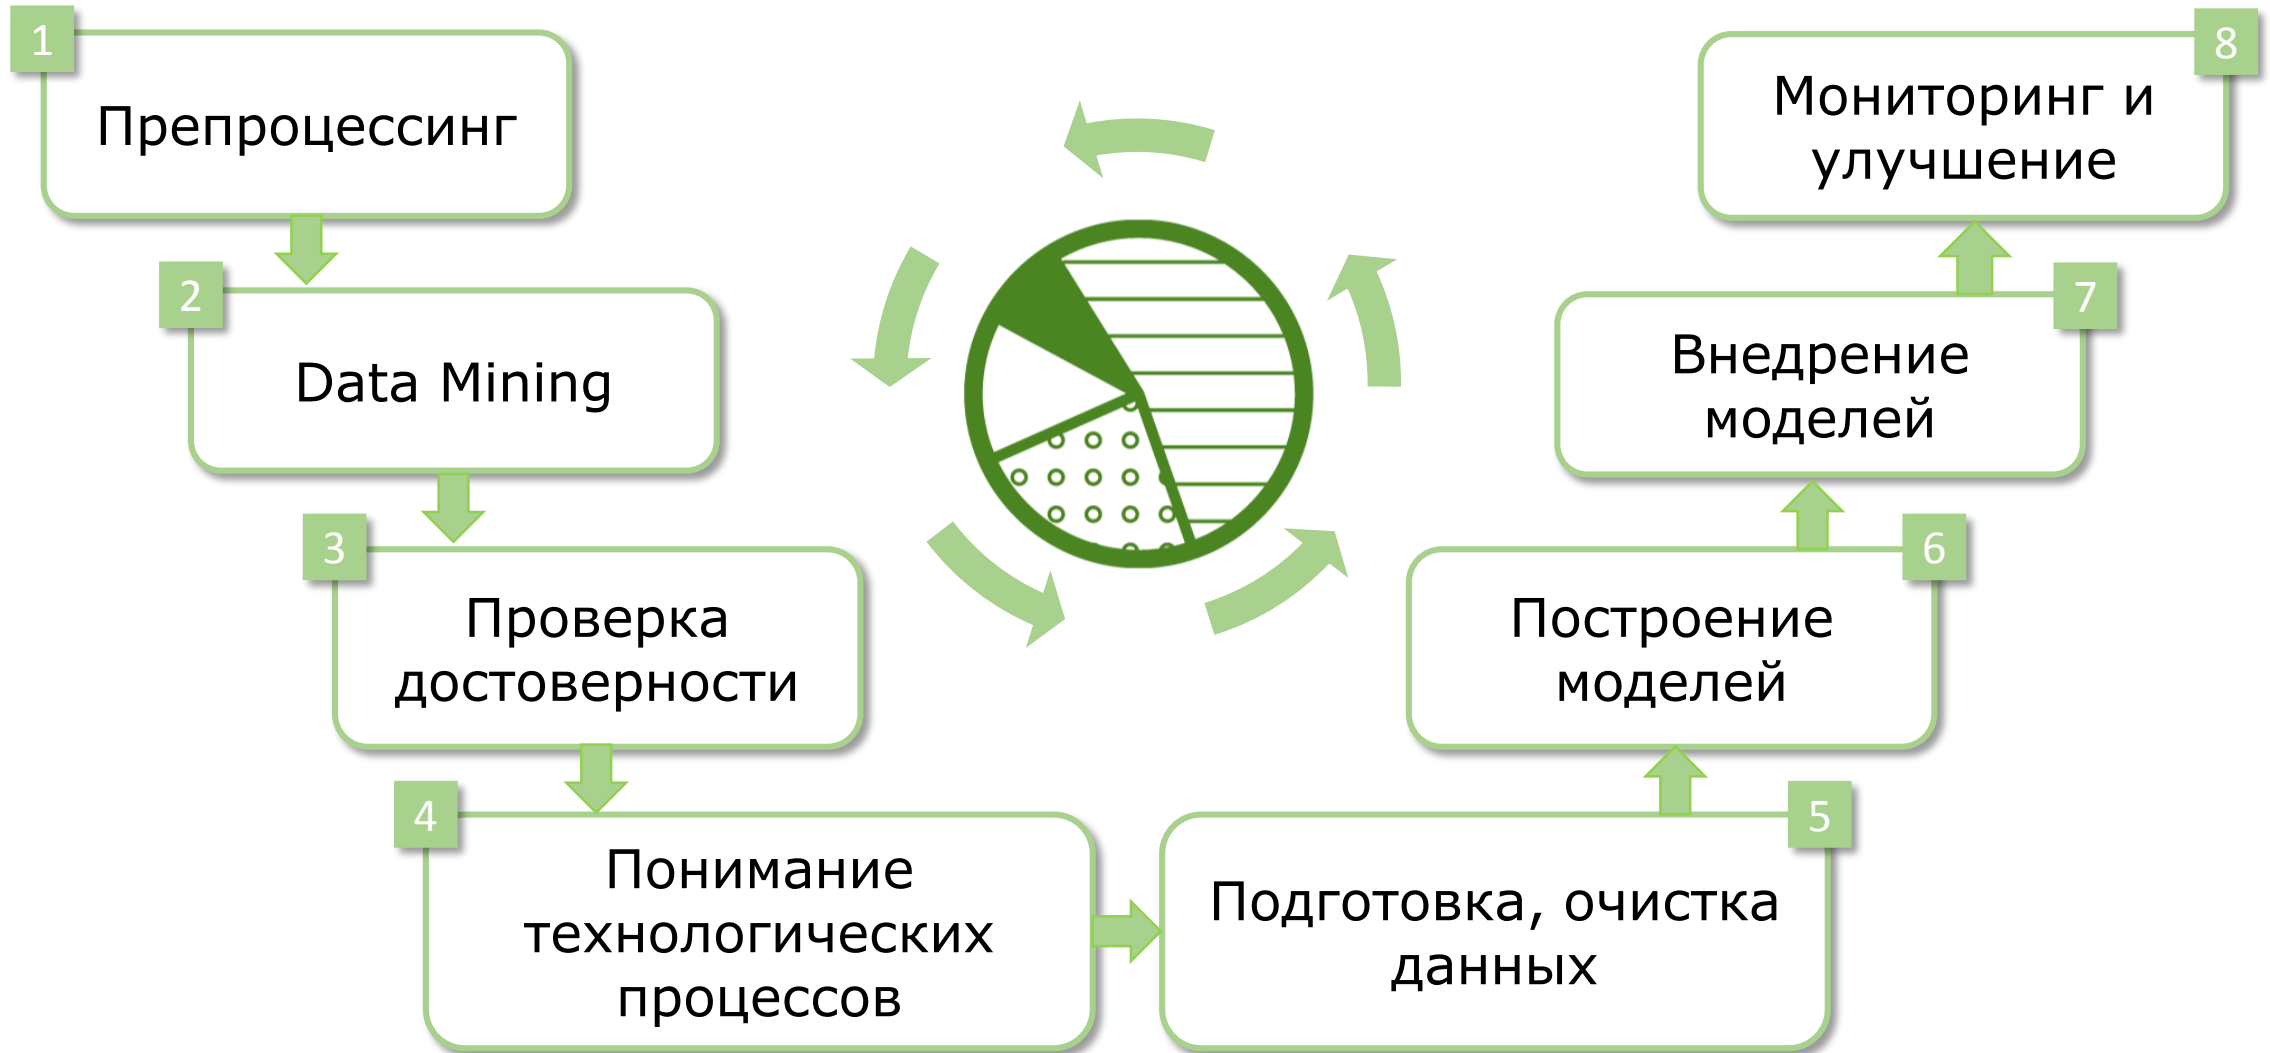 1
Препроцессинг
2
Data Mining
3
Проверка
достоверности
4
Понимание
технологических
процессов
5
Подготовка, очистка
данных
6
Построение
моделей
7
Внедрение
моделей
8
Мониторинг и
улучшение